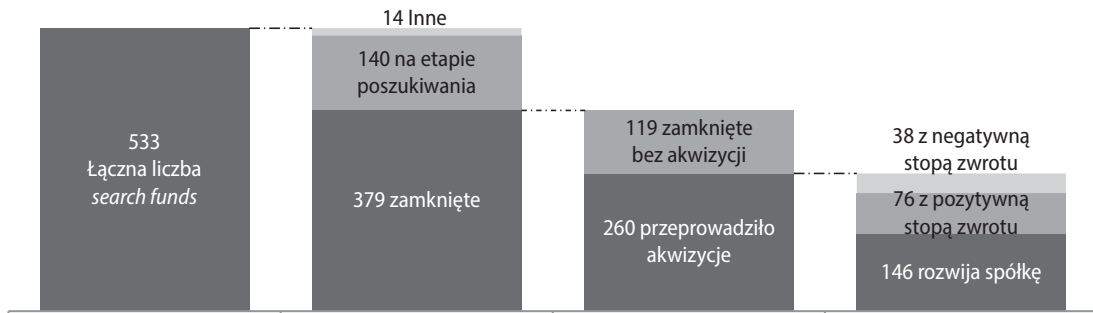 533
Łączna liczba
search funds
14 Inne
140 na etapie
poszukiwania
379 zamknięte
119 zamknięte
bez akwizycji
260 przeprowadziło
akwizycje
38 z negatywną
stopą zwrotu
76 z pozytywną
stopą zwrotu
146 rozwija spółkę